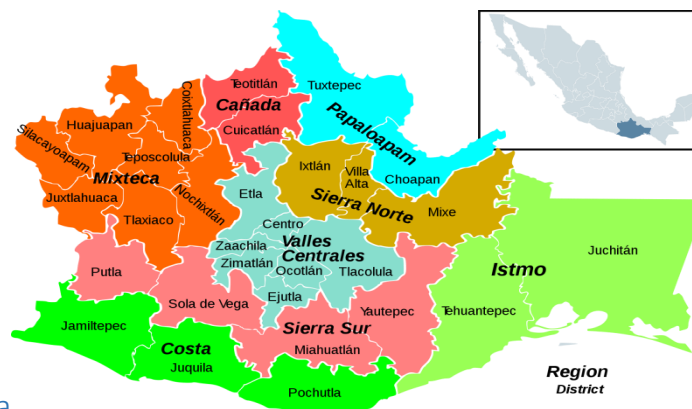 Teotitlán
Cañada
Cuicatlán
Tuxtepec
Papaloapam
Choapan
Coixtlahuaca
Huajuapan
Silacayoapam
Teposcolula
Mixteca
Juxtlahuaca
Nochixtlán
Tlaxiaco
Ixtlán
Villa
Alta
Sierra Norte
Mixe
Etla
Centro
Zaachila
Valles
Centrales
Zimatlán
Ocotlán
Tlacolula
Ejutla
Putla
Sola de Vega
Yautepec
Sierra Sur
Miahuatlán
Juchitán
Istmo
Tehuantepec
Jamiltepec
Costa
Juquila
Pochutla
Region
District